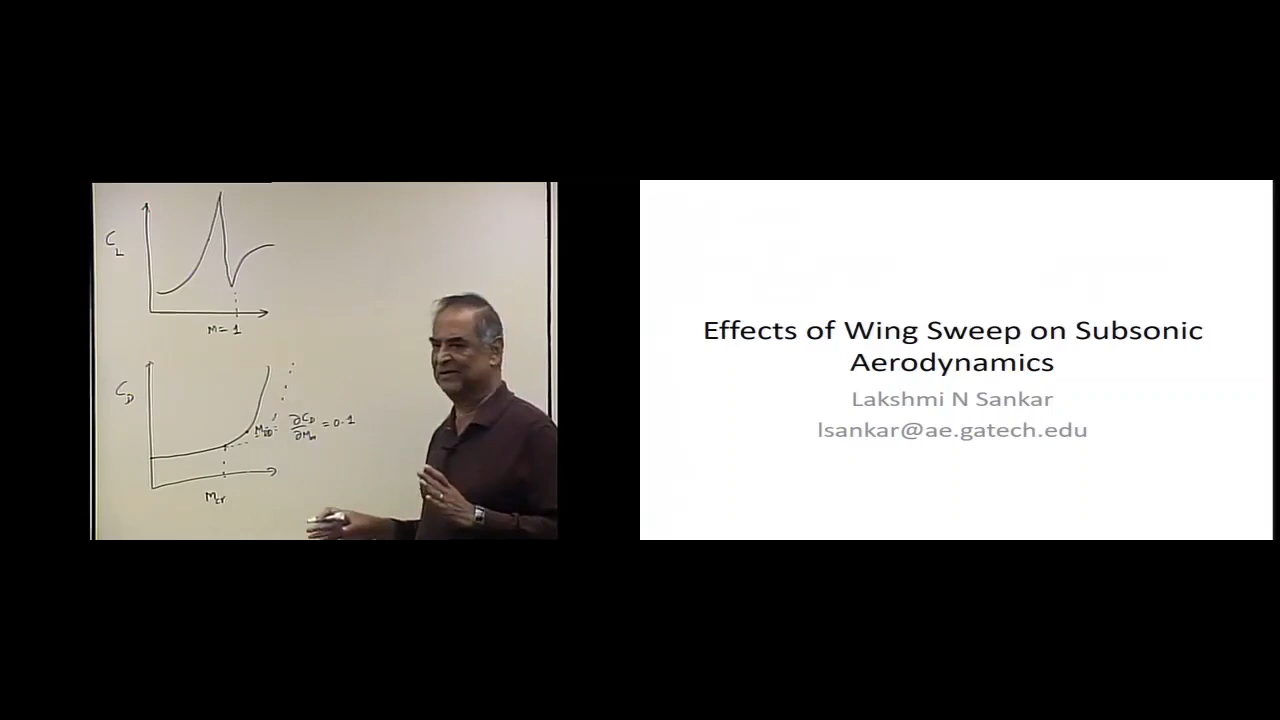 C_L
M = 1
C_D
M_DD
∂C_D/∂M_∞ = 0.1
M_cr
Effects of Wing Sweep on Subsonic
Aerodynamics
Lakshmi N Sankar
lsankar@ae.gatech.edu